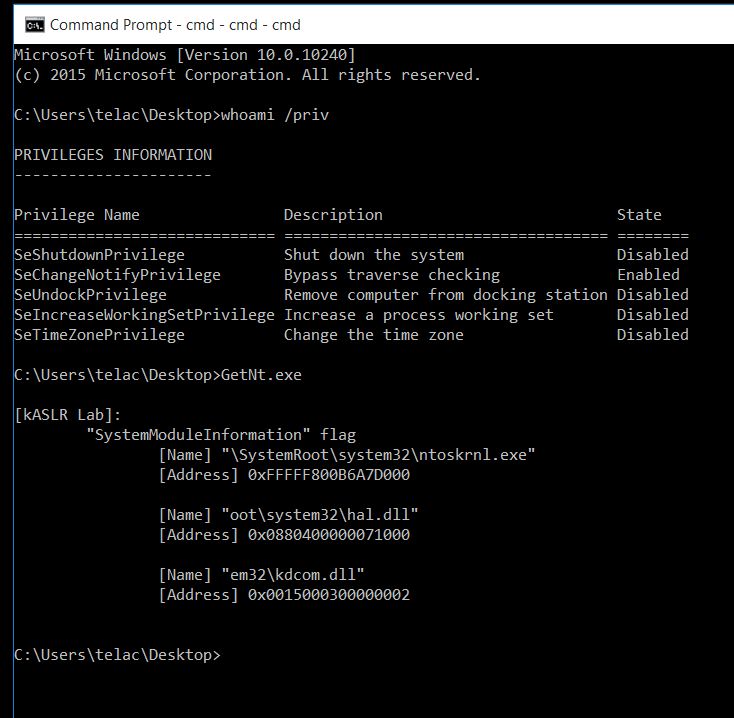 Command Prompt - cmd - cmd - cmd
Microsoft Windows [Version 10.0.10240]
(c) 2015 Microsoft Corporation. All rights reserved.
C:\Users\telac\Desktop>whoami /priv
PRIVILEGES INFORMATION
----------------------
Privilege Name                Description                          State
============================= ==================================== ========
SeShutdownPrivilege           Shut down the system                 Disabled
SeChangeNotifyPrivilege       Bypass traverse checking             Enabled
SeUndockPrivilege             Remove computer from docking station Disabled
SeIncreaseWorkingSetPrivilege Increase a process working set       Disabled
SeTimeZonePrivilege           Change the time zone                 Disabled
C:\Users\telac\Desktop>GetNt.exe
[kASLR Lab]:
        "SystemModuleInformation" flag
                [Name] "\SystemRoot\system32\ntoskrnl.exe"
                [Address] 0xFFFFF800B6A7D000
                [Name] "oot\system32\hal.dll"
                [Address] 0x0880400000071000
                [Name] "em32\kdcom.dll"
                [Address] 0x0015000300000002
C:\Users\telac\Desktop>